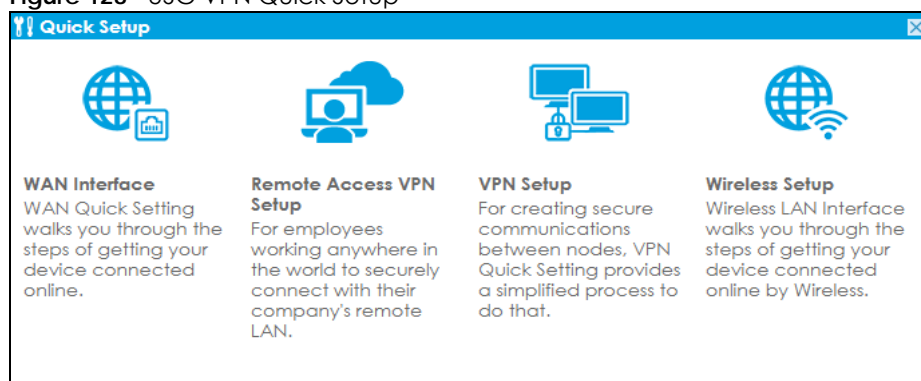 Quick Setup
WAN Interface
WAN Quick Setting
walks you through the
steps of getting your
device connected
online.
Remote Access VPN
Setup
For employees
working anywhere in
the world to securely
connect with their
company's remote
LAN.
VPN Setup
For creating secure
communications
between nodes, VPN
Quick Setting provides
a simplified process to
do that.
Wireless Setup
Wireless LAN Interface
walks you through the
steps of getting your
device connected
online by Wireless.